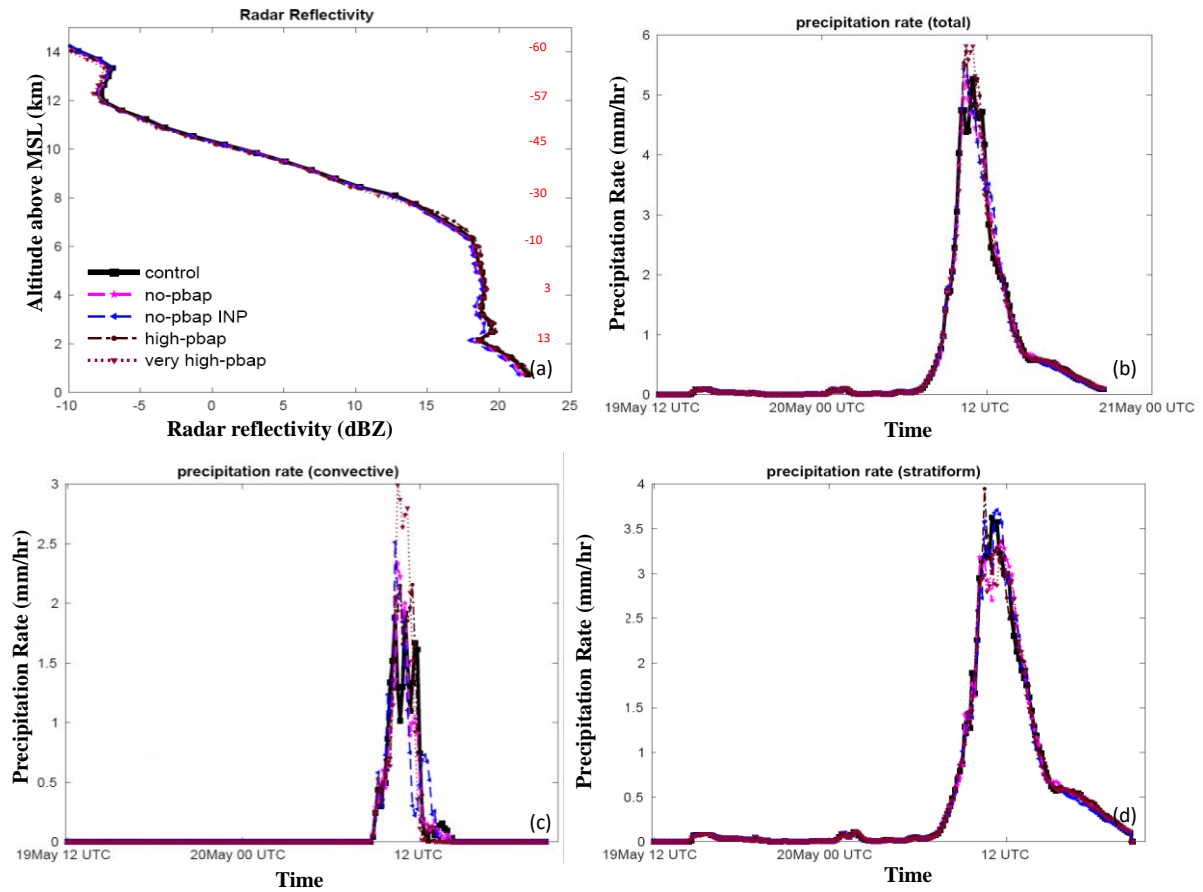 Radar Reflectivity
14
12
10
8
6
4
2
0
-10
-5
0
5
10
15
20
25
-60
-57
-45
-30
-10
3
13
control
no-pbap
no-pbap INP
high-pbap
very high-pbap
(a)
Altitude above MSL (km)
Radar reflectivity (dBZ)
precipitation rate (total)
6
5
4
3
2
1
0
19May 12 UTC
20May 00 UTC
12 UTC
21May 00 UTC
(b)
Precipitation Rate (mm/hr)
Time
precipitation rate (convective)
3
2.5
2
1.5
1
0.5
0
19May 12 UTC
20May 00 UTC
12 UTC
(c)
Precipitation Rate (mm/hr)
Time
precipitation rate (stratiform)
4
3.5
3
2.5
2
1.5
1
0.5
0
19May 12 UTC
20May 00 UTC
12 UTC
(d)
Precipitation Rate (mm/hr)
Time